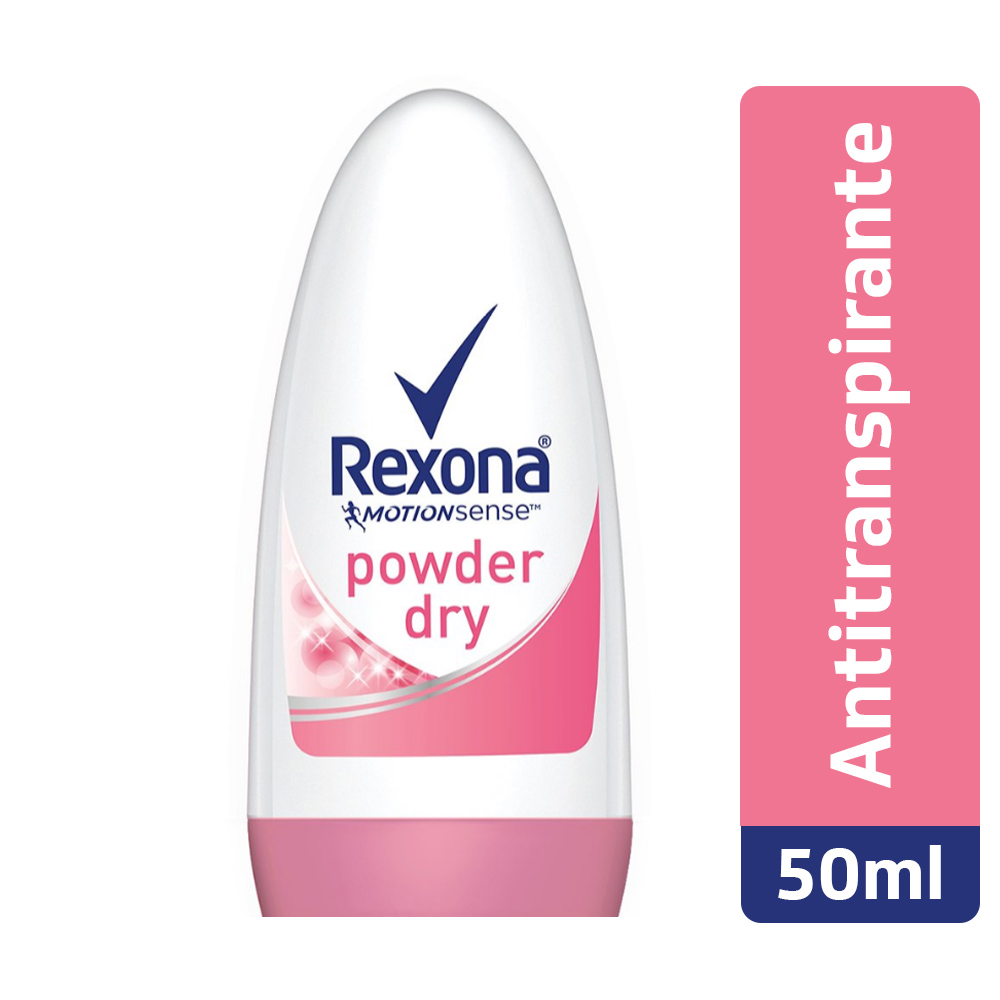 Rexona®
MOTIONsense™
powder
dry
Antitranspirante
50ml